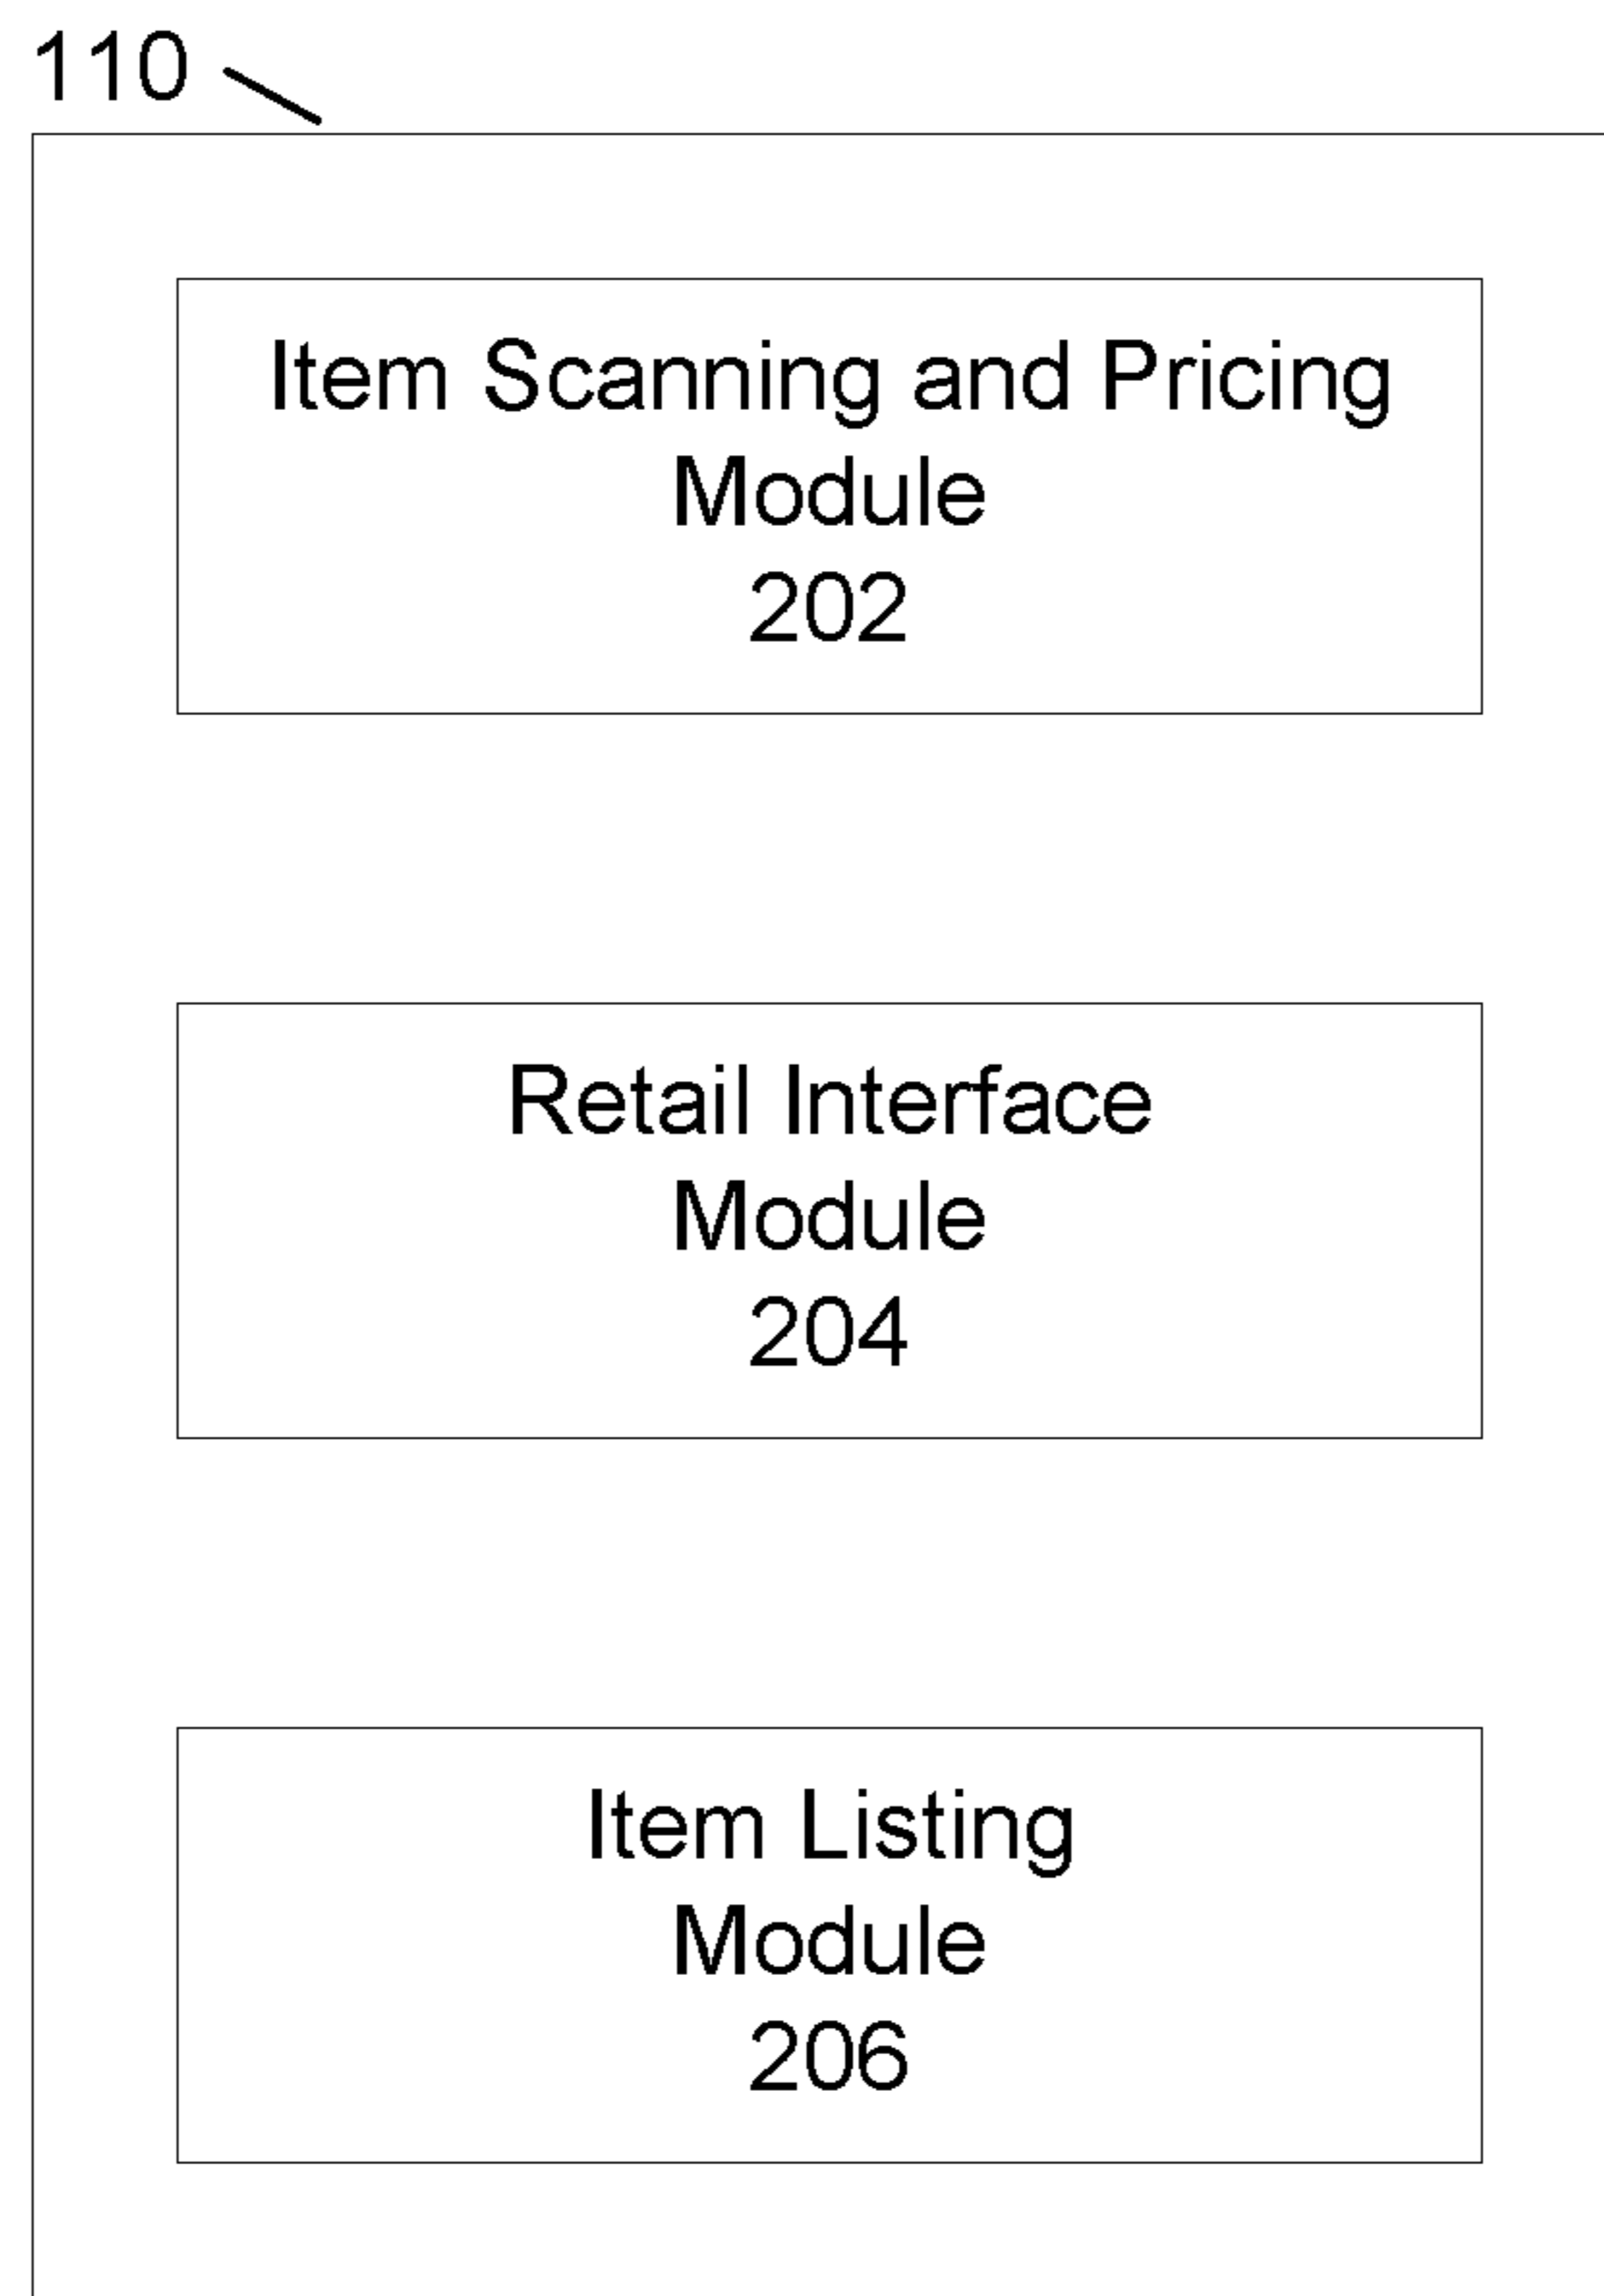 110
Item Scanning and Pricing
Module
202
Retail Interface
Module
204
Item Listing
Module
206